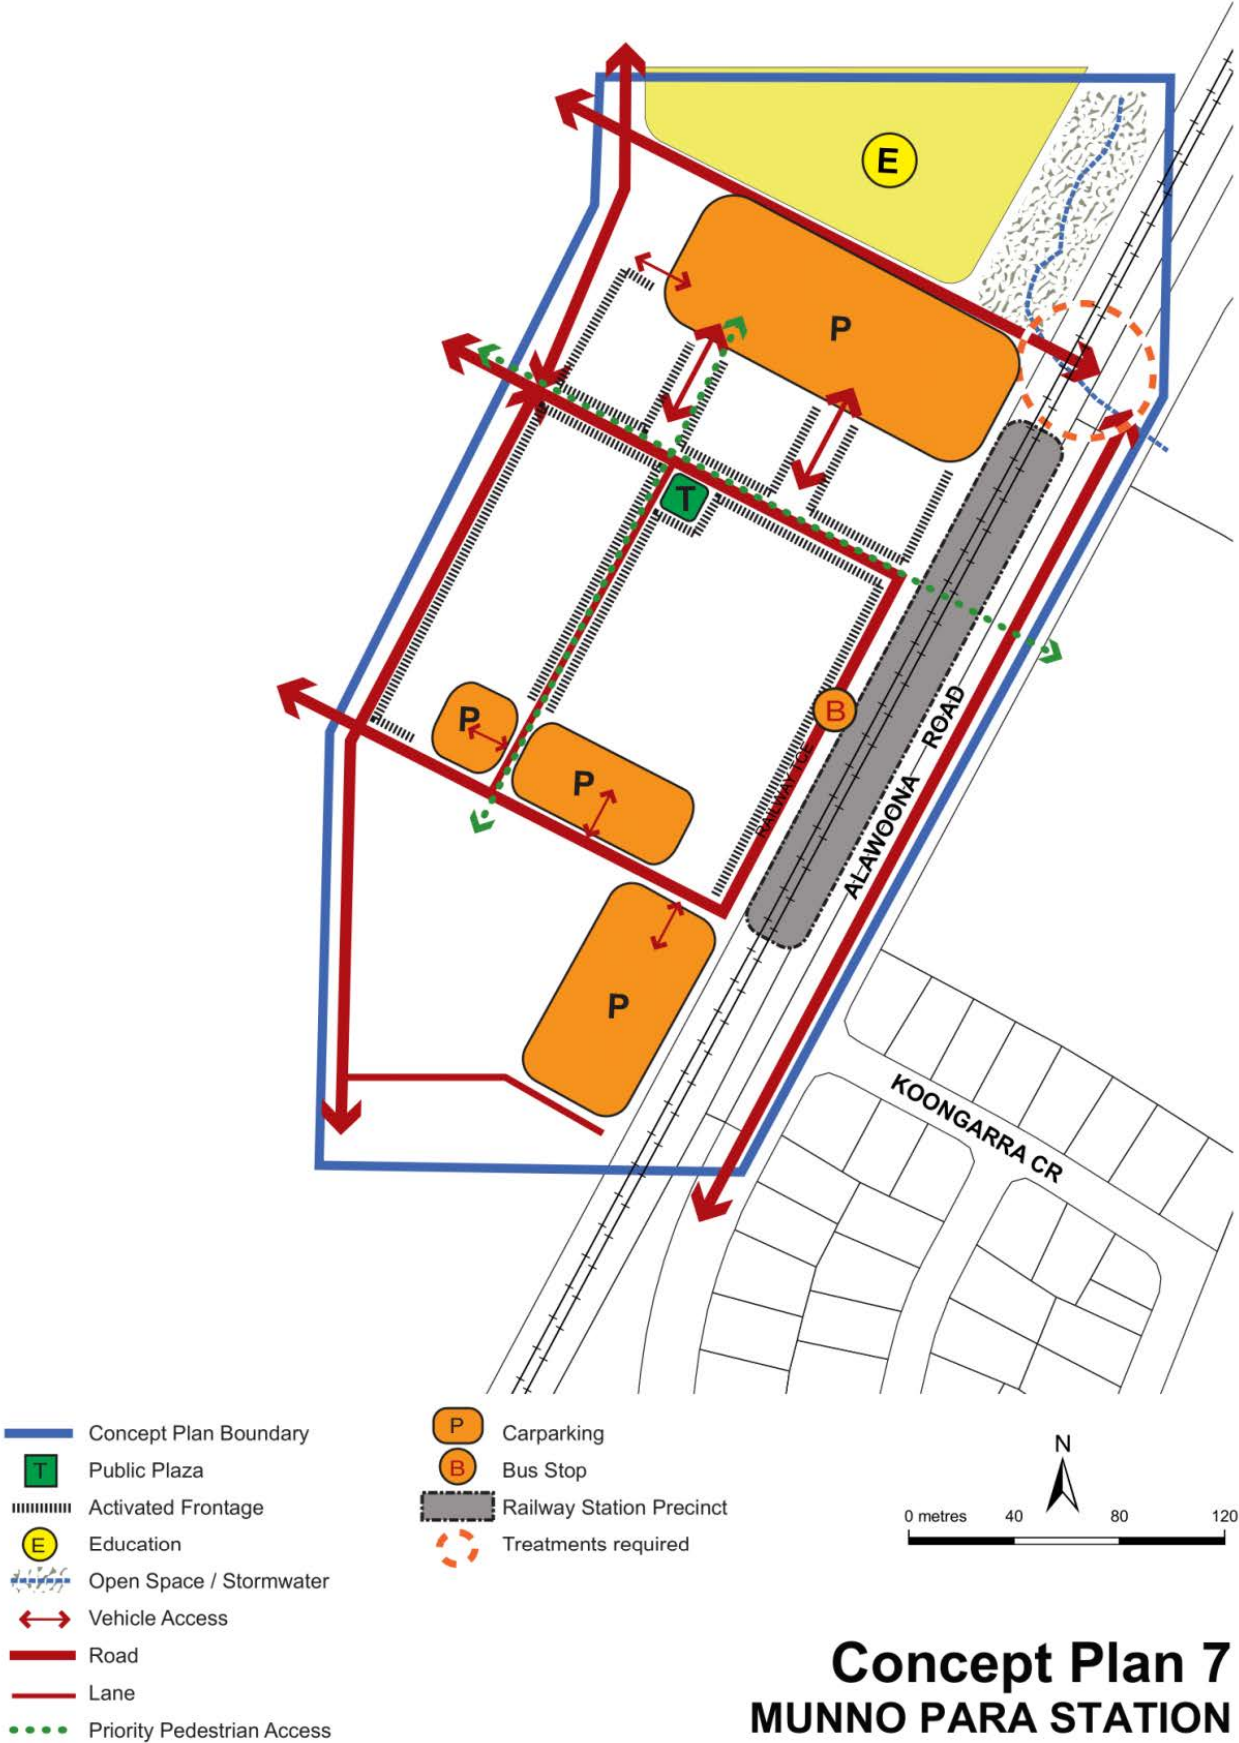 E
P
T
P
B
P
RAILWAY TCE
ALAWOONA ROAD
P
KOONGARRA CR
Concept Plan Boundary
T Public Plaza
Activated Frontage
E Education
Open Space / Stormwater
Vehicle Access
Road
Lane
Priority Pedestrian Access
P Carparking
B Bus Stop
Railway Station Precinct
Treatments required
N
0 metres 40 80 120
Concept Plan 7
MUNNO PARA STATION